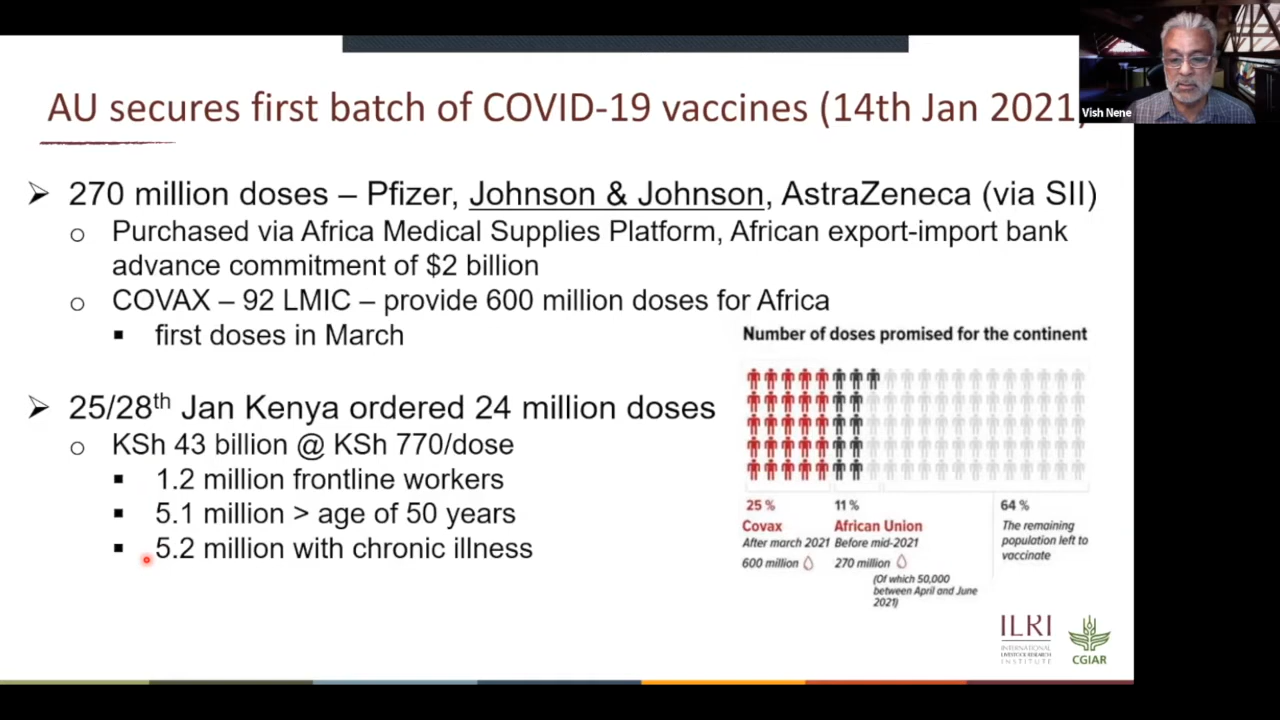 AU secures first batch of COVID-19 vaccines (14th Jan 2021)
Vish Nene
➢ 270 million doses – Pfizer, Johnson & Johnson, AstraZeneca (via SII)
o Purchased via Africa Medical Supplies Platform, African export-import bank
advance commitment of $2 billion
o COVAX – 92 LMIC – provide 600 million doses for Africa
▪ first doses in March
➢ 25/28th Jan Kenya ordered 24 million doses
o KSh 43 billion @ KSh 770/dose
▪ 1.2 million frontline workers
▪ 5.1 million > age of 50 years
▪ 5.2 million with chronic illness
Number of doses promised for the continent
25 %
Covax
After march 2021
600 million
11 %
African Union
Before mid-2021
270 million
(Of which 50,000
between April and June
2021)
64 %
The remaining
population left to
vaccinate
ILRI
INTERNATIONAL
LIVESTOCK RESEARCH
INSTITUTE
CGIAR